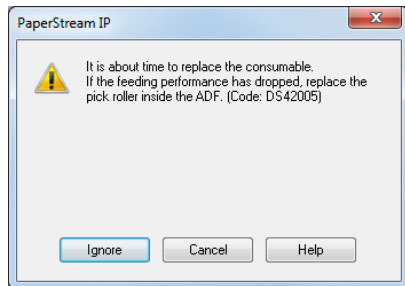 PaperStream IP
It is about time to replace the consumable.
If the feeding performance has dropped, replace the
pick roller inside the ADF. (Code: DS42005)
Ignore
Cancel
Help